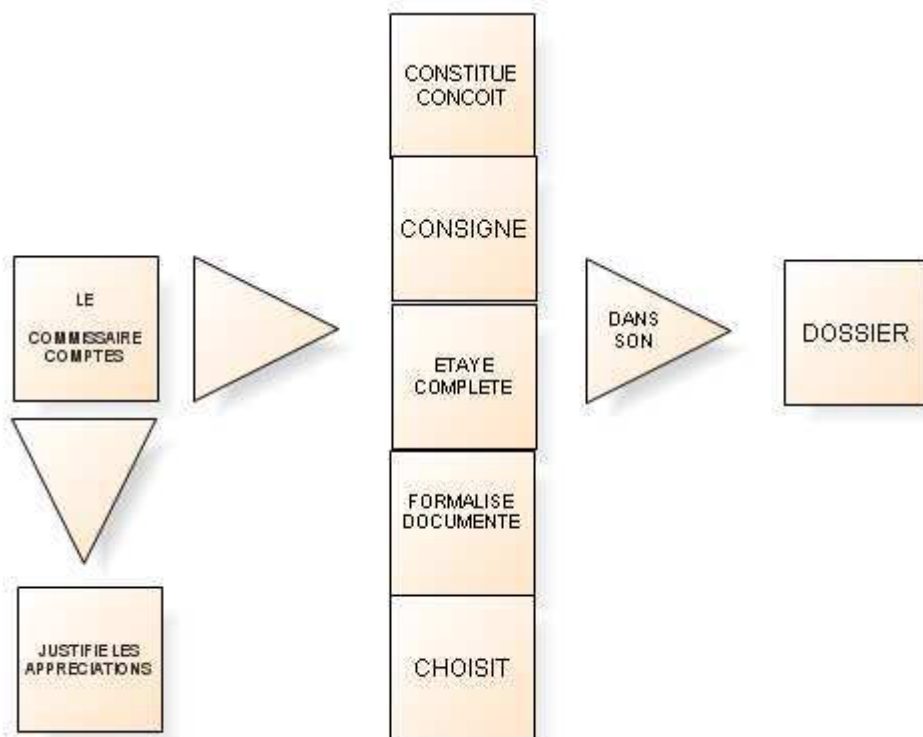 CONSTITUE
CONCOIT
CONSIGNE
LE
COMMISSAIRE
COMPTES
ETAYE
COMPLETE
DANS
SON
DOSSIER
FORMALISE
DOCUMENTE
JUSTIFIE LES
APPRECIATIONS
CHOISIT